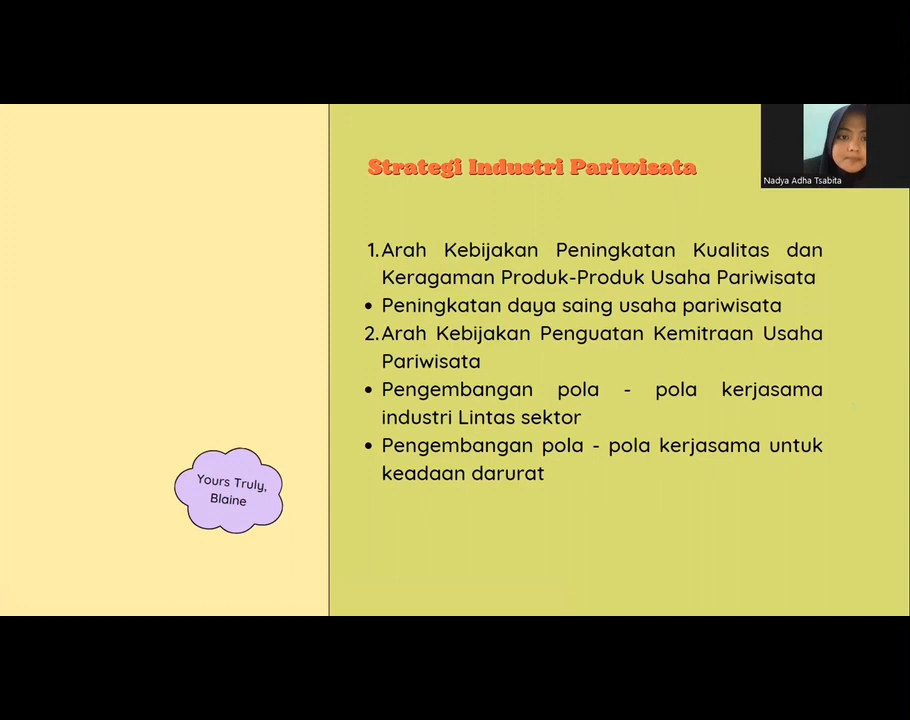 Strategi Industri Pariwisata
Nadya Adha Tsabita
1. Arah Kebijakan Peningkatan Kualitas dan
Keragaman Produk-Produk Usaha Pariwisata
• Peningkatan daya saing usaha pariwisata
2. Arah Kebijakan Penguatan Kemitraan Usaha
Pariwisata
• Pengembangan pola - pola kerjasama
industri Lintas sektor
• Pengembangan pola - pola kerjasama untuk
keadaan darurat
Yours Truly,
Blaine